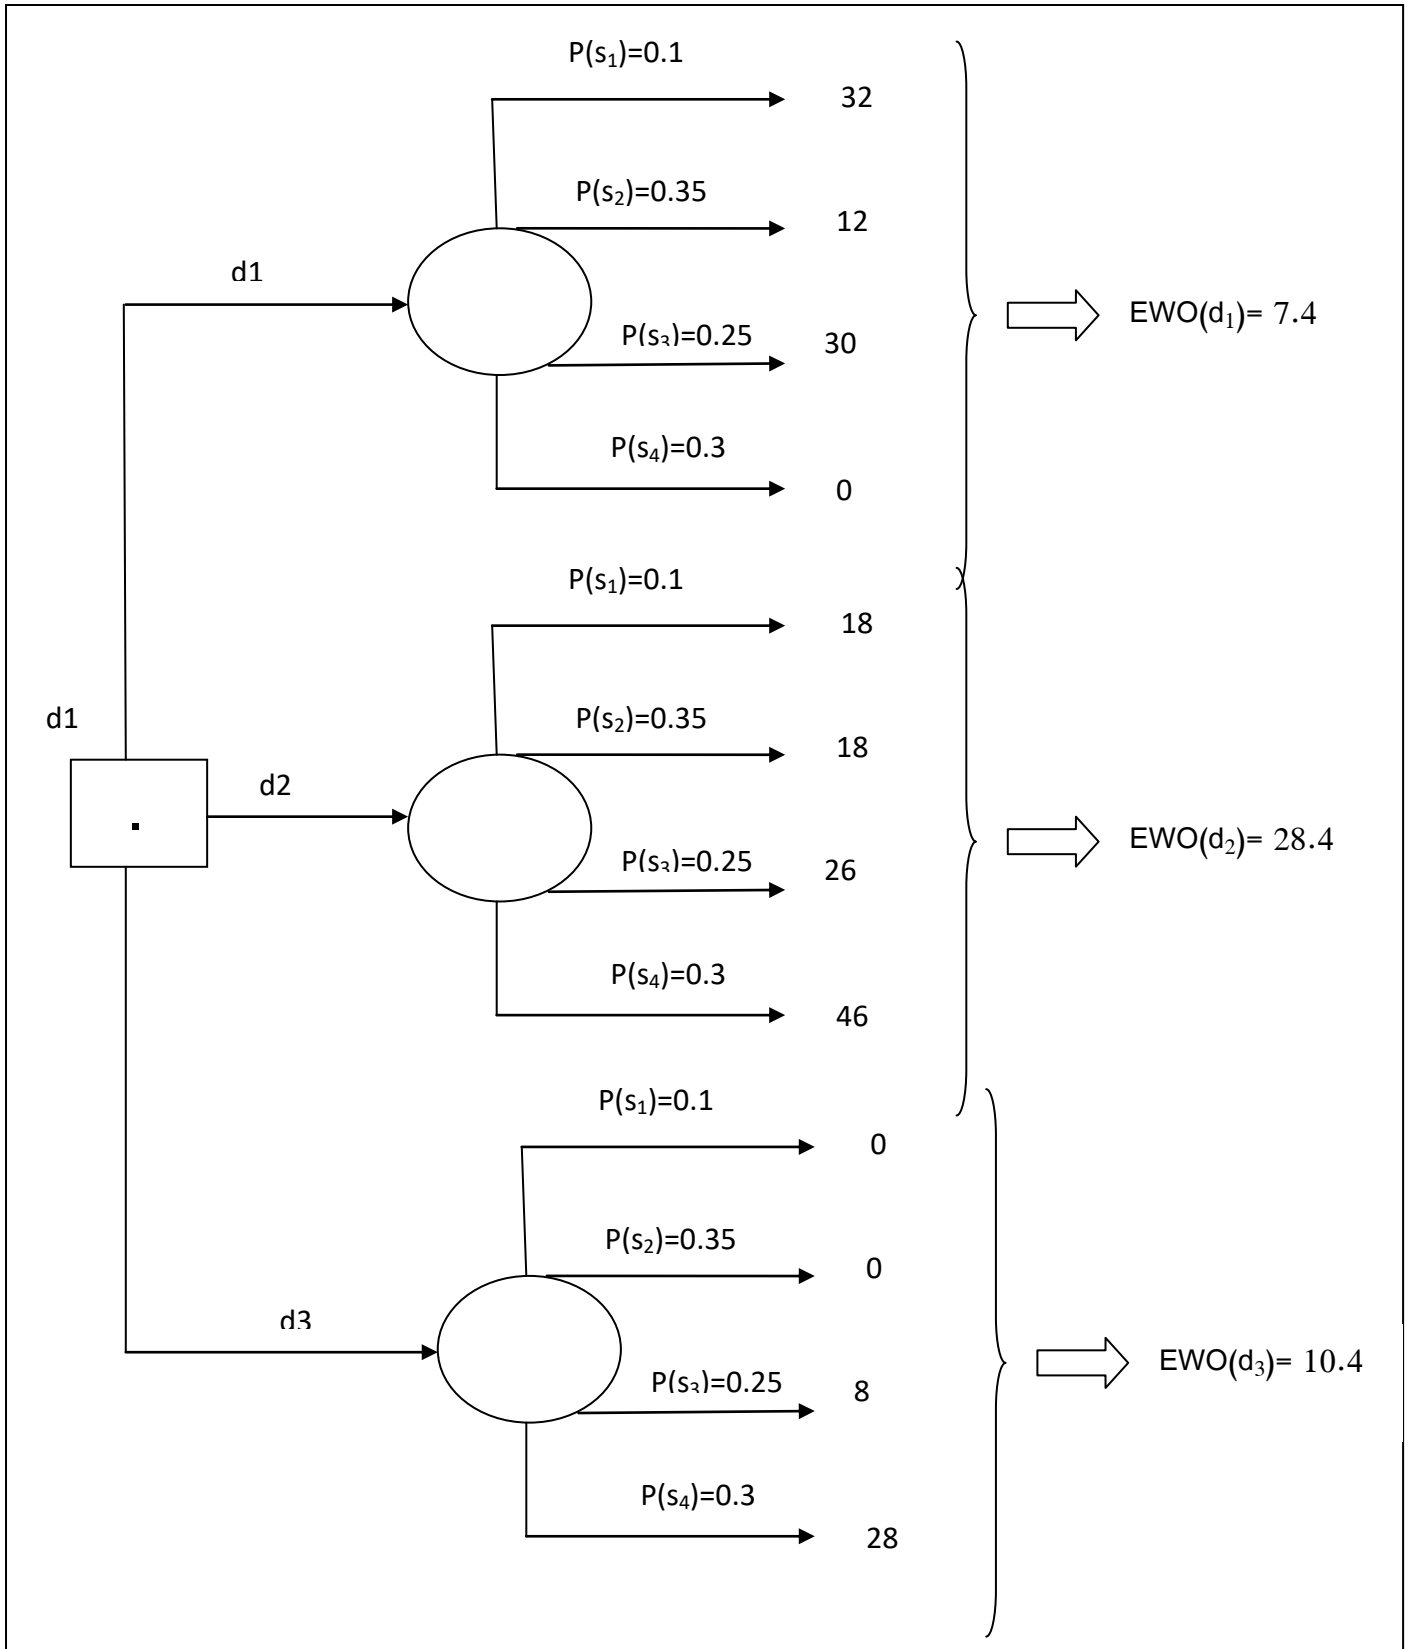 P(s₁)=0.1
32
P(s₂)=0.35
12
d1
P(s₃)=0.25
30
EWO(d₁)= 7.4
P(s₄)=0.3
0
P(s₁)=0.1
18
d1
P(s₂)=0.35
18
d2
P(s₃)=0.25
26
EWO(d₂)= 28.4
P(s₄)=0.3
46
P(s₁)=0.1
0
P(s₂)=0.35
0
d3
P(s₃)=0.25
8
EWO(d₃)= 10.4
P(s₄)=0.3
28